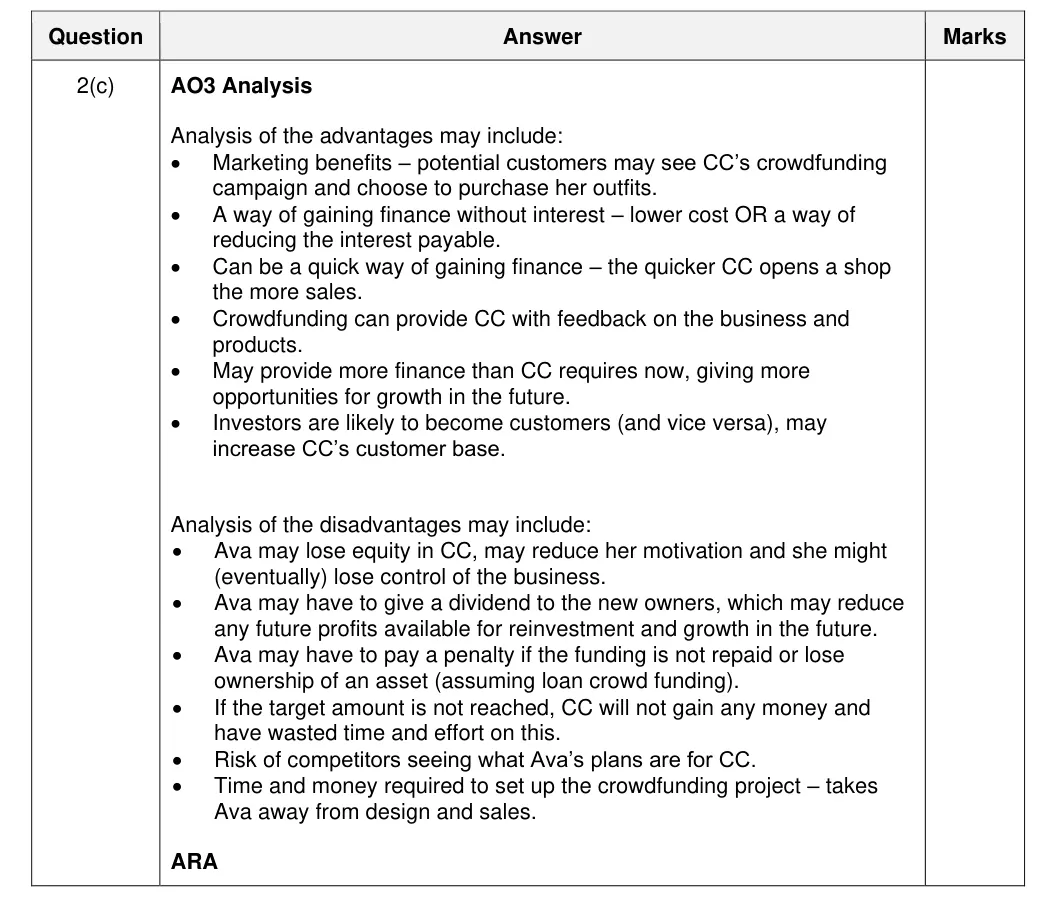 Question Answer Marks
2(c) AO3 Analysis
Analysis of the advantages may include:
• Marketing benefits – potential customers may see CC's crowdfunding
campaign and choose to purchase her outfits.
• A way of gaining finance without interest – lower cost OR a way of
reducing the interest payable.
• Can be a quick way of gaining finance – the quicker CC opens a shop
the more sales.
• Crowdfunding can provide CC with feedback on the business and
products.
• May provide more finance than CC requires now, giving more
opportunities for growth in the future.
• Investors are likely to become customers (and vice versa), may
increase CC's customer base.
Analysis of the disadvantages may include:
• Ava may lose equity in CC, may reduce her motivation and she might
(eventually) lose control of the business.
• Ava may have to give a dividend to the new owners, which may reduce
any future profits available for reinvestment and growth in the future.
• Ava may have to pay a penalty if the funding is not repaid or lose
ownership of an asset (assuming loan crowd funding).
• If the target amount is not reached, CC will not gain any money and
have wasted time and effort on this.
• Risk of competitors seeing what Ava's plans are for CC.
• Time and money required to set up the crowdfunding project – takes
Ava away from design and sales.
ARA